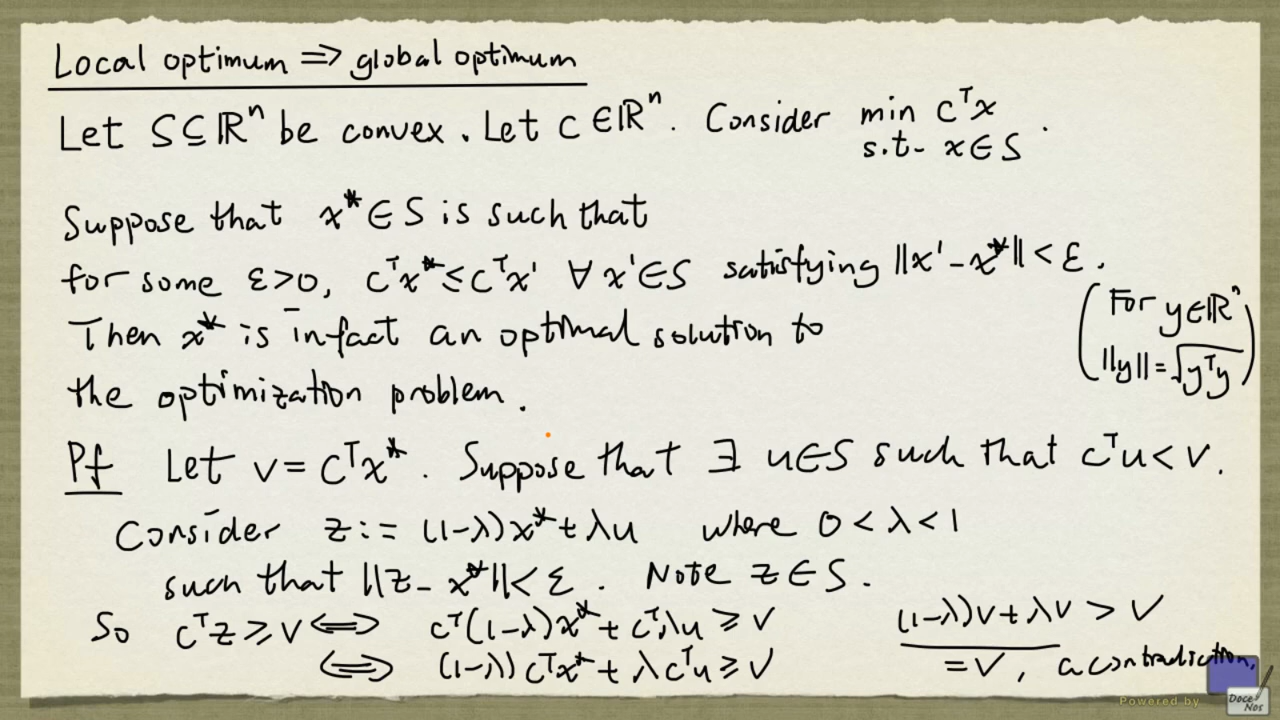 Local optimum ⟹ global optimum
Let S⊆ℝⁿ be convex. Let c∈ℝⁿ. Consider min cᵀx
s.t. x∈S.
Suppose that x*∈S is such that
for some ε>0, cᵀx*≤cᵀx' ∀ x'∈S satisfying ||x'-x*||<ε.
Then x* is infact an optimal solution to
the optimization problem.
(For y∈ℝⁿ
||y||=√yᵀy)
Pf Let v=cᵀx*. Suppose that ∃ u∈S such that cᵀu<v.
Consider z:=(1-λ)x*+λu where 0<λ<1
such that ||z-x*||<ε. Note z∈S.
So cᵀz≥v ⟺ cᵀ(1-λ)x*+cᵀλu≥v
⟺ (1-λ)cᵀx*+λcᵀu≥v
(1-λ)v+λv>v
=v, a contradiction.
Powered by
Doce
Nos